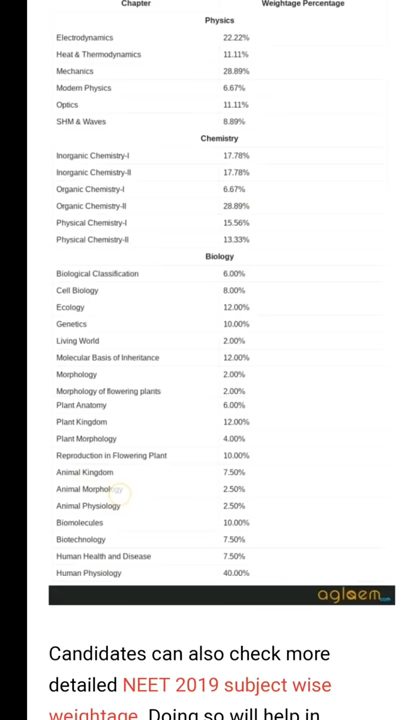 Chapter Weightage Percentage
Physics
Electrodynamics 22.22%
Heat & Thermodynamics 11.11%
Mechanics 28.89%
Modern Physics 6.67%
Optics 11.11%
SHM & Waves 8.89%
Chemistry
Inorganic Chemistry-I 17.78%
Inorganic Chemistry-II 17.78%
Organic Chemistry-I 6.67%
Organic Chemistry-II 28.89%
Physical Chemistry-I 15.56%
Physical Chemistry-II 13.33%
Biology
Biological Classification 6.00%
Cell Biology 8.00%
Ecology 12.00%
Genetics 10.00%
Living World 2.00%
Molecular Basis of Inheritance 12.00%
Morphology 2.00%
Morphology of flowering plants 2.00%
Plant Anatomy 6.00%
Plant Kingdom 12.00%
Plant Morphology 4.00%
Reproduction in Flowering Plant 10.00%
Animal Kingdom 7.50%
Animal Morphology 2.50%
Animal Physiology 2.50%
Biomolecules 10.00%
Biotechnology 7.50%
Human Health and Disease 7.50%
Human Physiology 40.00%
aglasem
Candidates can also check more
detailed NEET 2019 subject wise
weightage. Doing so will help in